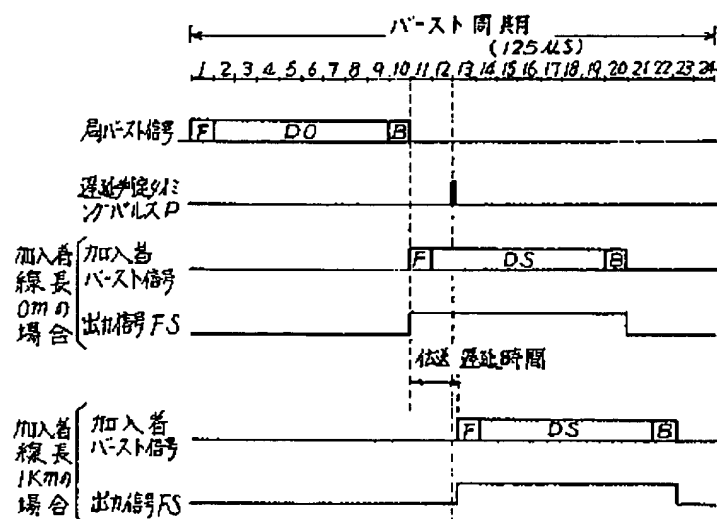 バースト周期
(125μS)
1 2 3 4 5 6 7 8 9 10 11 12 13 14 15 16 17 18 19 20 21 22 23 24
局バースト信号
F DO B
遅延判定タイミ
ングパルスP
加入者
線長
0mの
場合
加入者
バースト信号
F DS B
出力信号FS
伝送遅延時間
加入者
線長
1Kmの
場合
加入者
バースト信号
F DS B
出力信号FS